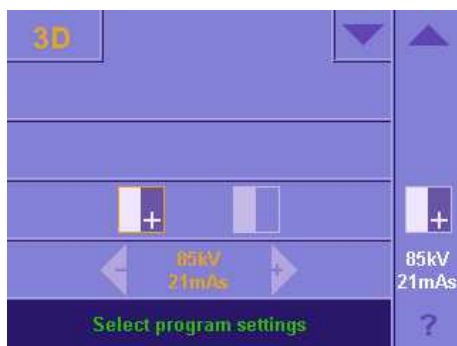 3D
+
+
- 85kV +
21mAs
85kV
21mAs
Select program settings
?